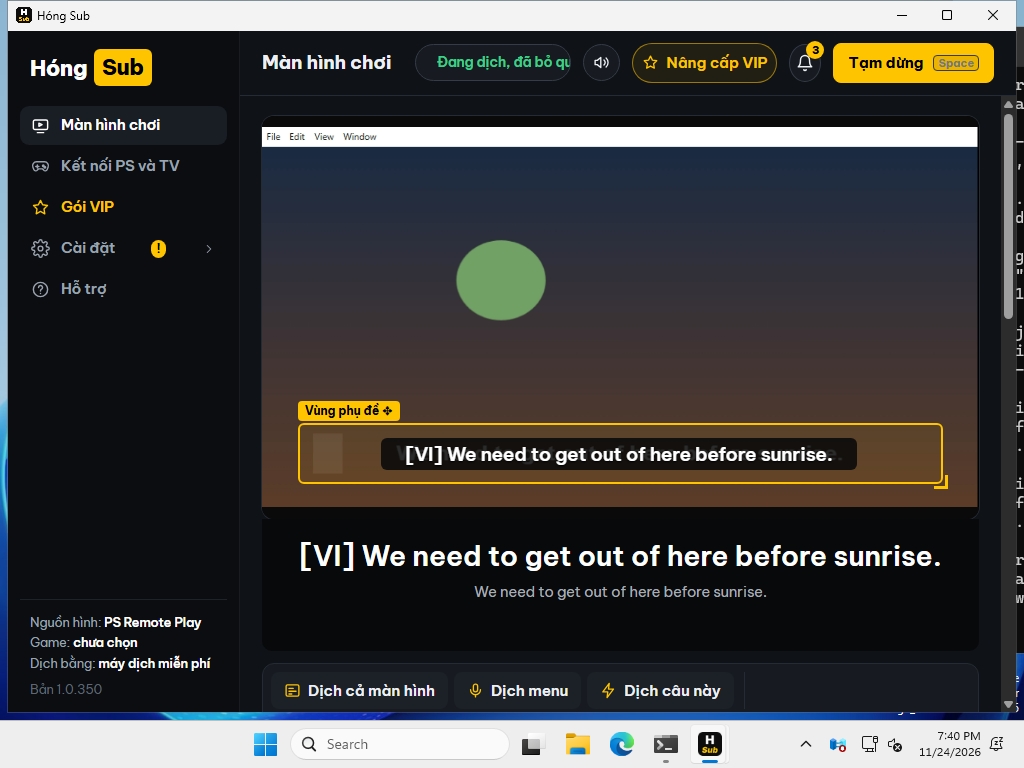 Hóng Sub
Hóng Sub
Màn hình chơi
Kết nối PS và TV
Gói VIP
Cài đặt
!
Hỗ trợ
Nguồn hình: PS Remote Play
Game: chưa chọn
Dịch bằng: máy dịch miễn phí
Bản 1.0.350
Màn hình chơi
Đang dịch, đã bỏ qu
Nâng cấp VIP
3
Tạm dừng Space
File Edit View Window
Vùng phụ đề
[VI] We need to get out of here before sunrise.
[VI] We need to get out of here before sunrise.
We need to get out of here before sunrise.
Dịch cả màn hình
Dịch menu
Dịch câu này
Search
H
Sub
7:40 PM
11/24/2026